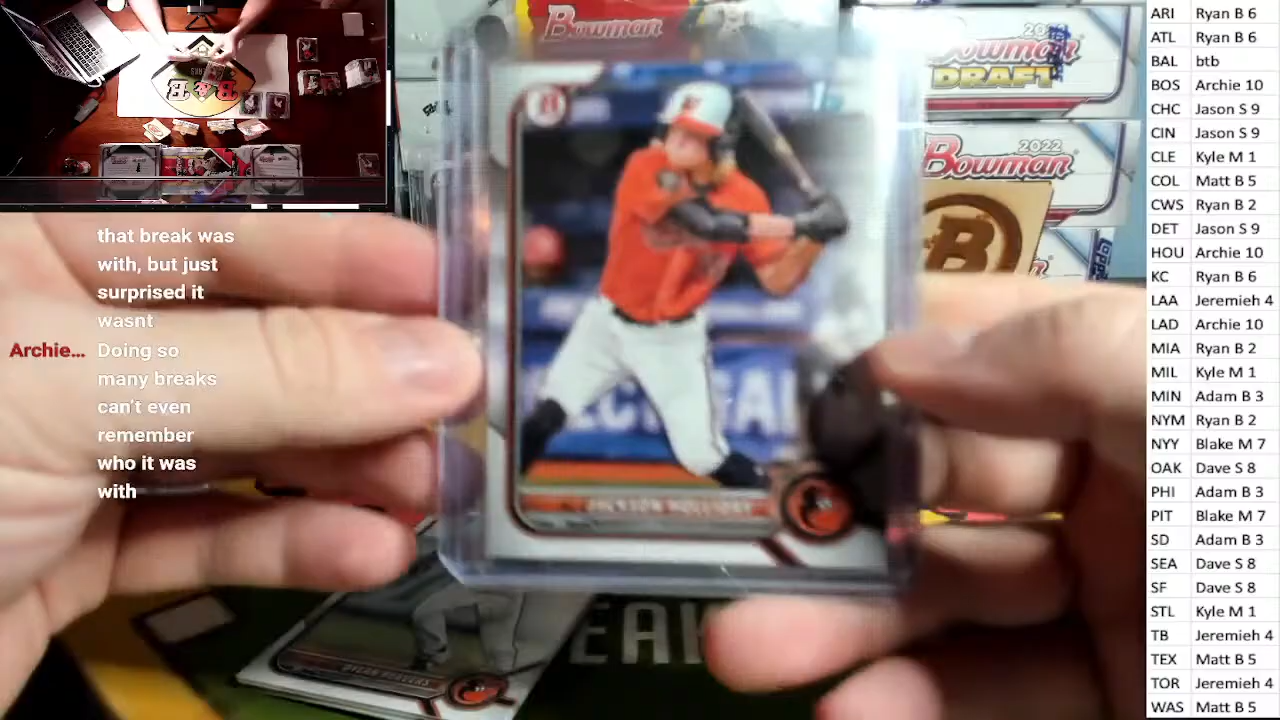 that break was
with, but just
surprised it
wasnt
Archie... Doing so
many breaks
can't even
remember
who it was
with
Bowman
Bowman
DRAFT
2022
Bowman
B
JACKSON HOLLIDAY
ARI Ryan B 6
ATL Ryan B 6
BAL btb
BOS Archie 10
CHC Jason S 9
CIN Jason S 9
CLE Kyle M 1
COL Matt B 5
CWS Ryan B 2
DET Jason S 9
HOU Archie 10
KC Ryan B 6
LAA Jeremieh 4
LAD Archie 10
MIA Ryan B 2
MIL Kyle M 1
MIN Adam B 3
NYM Ryan B 2
NYY Blake M 7
OAK Dave S 8
PHI Adam B 3
PIT Blake M 7
SD Adam B 3
SEA Dave S 8
SF Dave S 8
STL Kyle M 1
TB Jeremieh 4
TEX Matt B 5
TOR Jeremieh 4
WAS Matt B 5